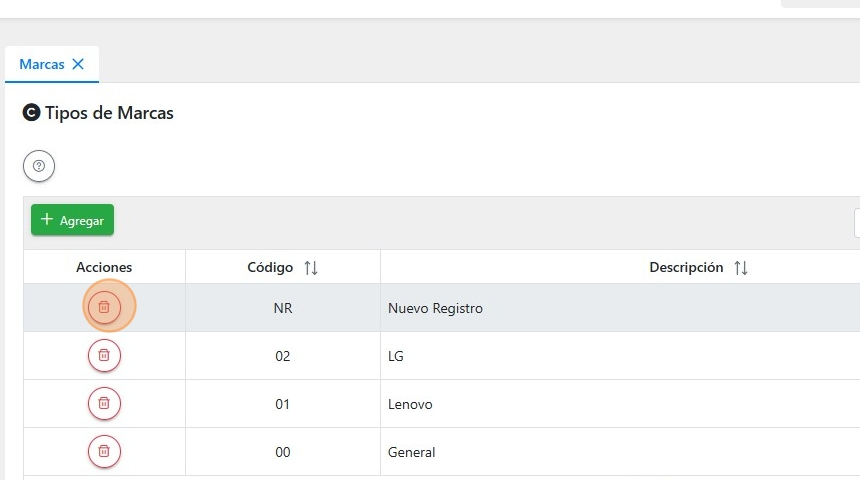 Marcas
C Tipos de Marcas
+ Agregar
Acciones Código Descripción
NR Nuevo Registro
02 LG
01 Lenovo
00 General